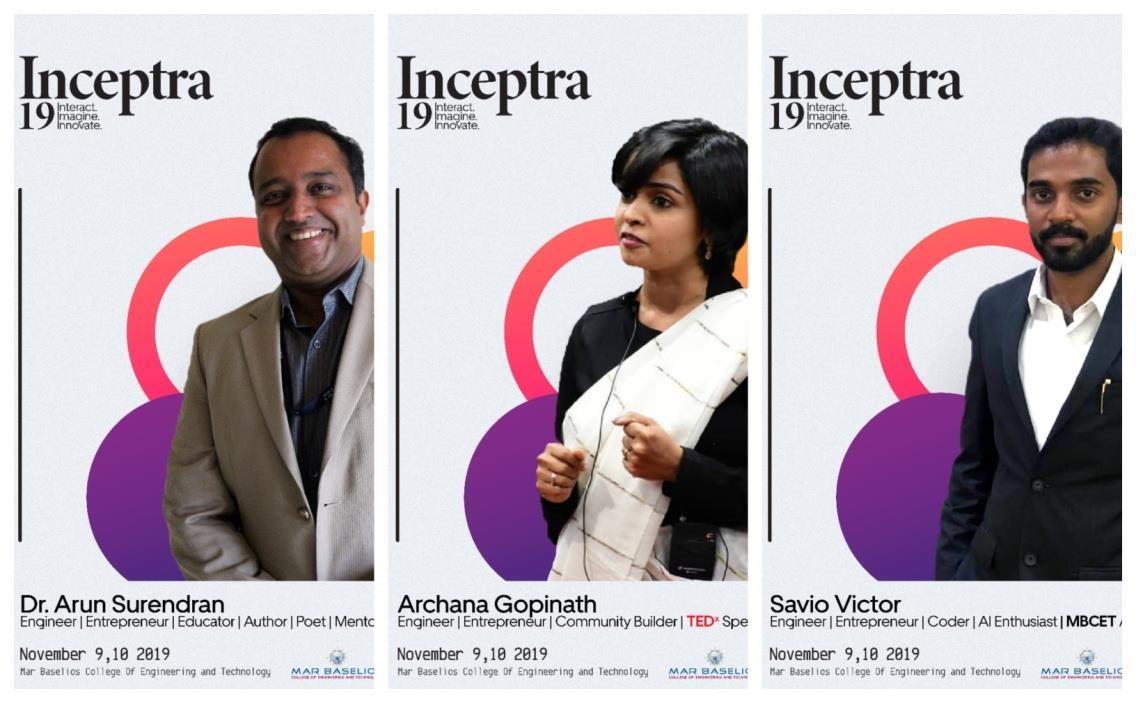 Inceptra
19 Interact.
Imagine.
Innovate.
Dr. Arun Surendran
Engineer | Entrepreneur | Educator | Author | Poet | Mento
November 9,10 2019
Mar Baselios College Of Engineering and Technology
MAR BASELIO
Inceptra
19 Interact.
Imagine.
Innovate.
Archana Gopinath
Engineer | Entrepreneur | Community Builder | TEDx Spe
November 9,10 2019
Mar Baselios College Of Engineering and Technology
MAR BASELIO
Inceptra
19 Interact.
Imagine.
Innovate.
Savio Victor
Engineer | Entrepreneur | Coder | AI Enthusiast | MBCET
November 9,10 2019
Mar Baselios College Of Engineering and Technology
MAR BASELIO